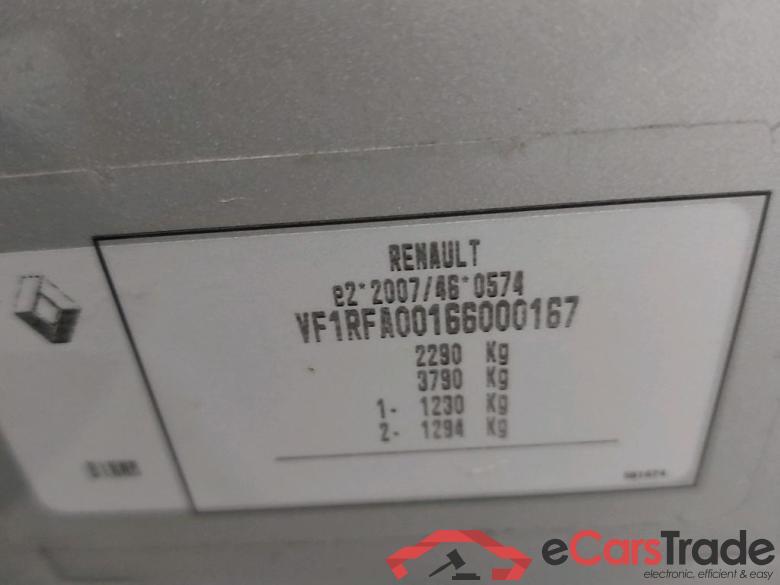 RENAULT
e2*2007/46*0574
VF1RFA00166000167
2290 Kg
3790 Kg
1- 1230 Kg
2- 1294 Kg
eCarsTrade
electronic, efficient & easy